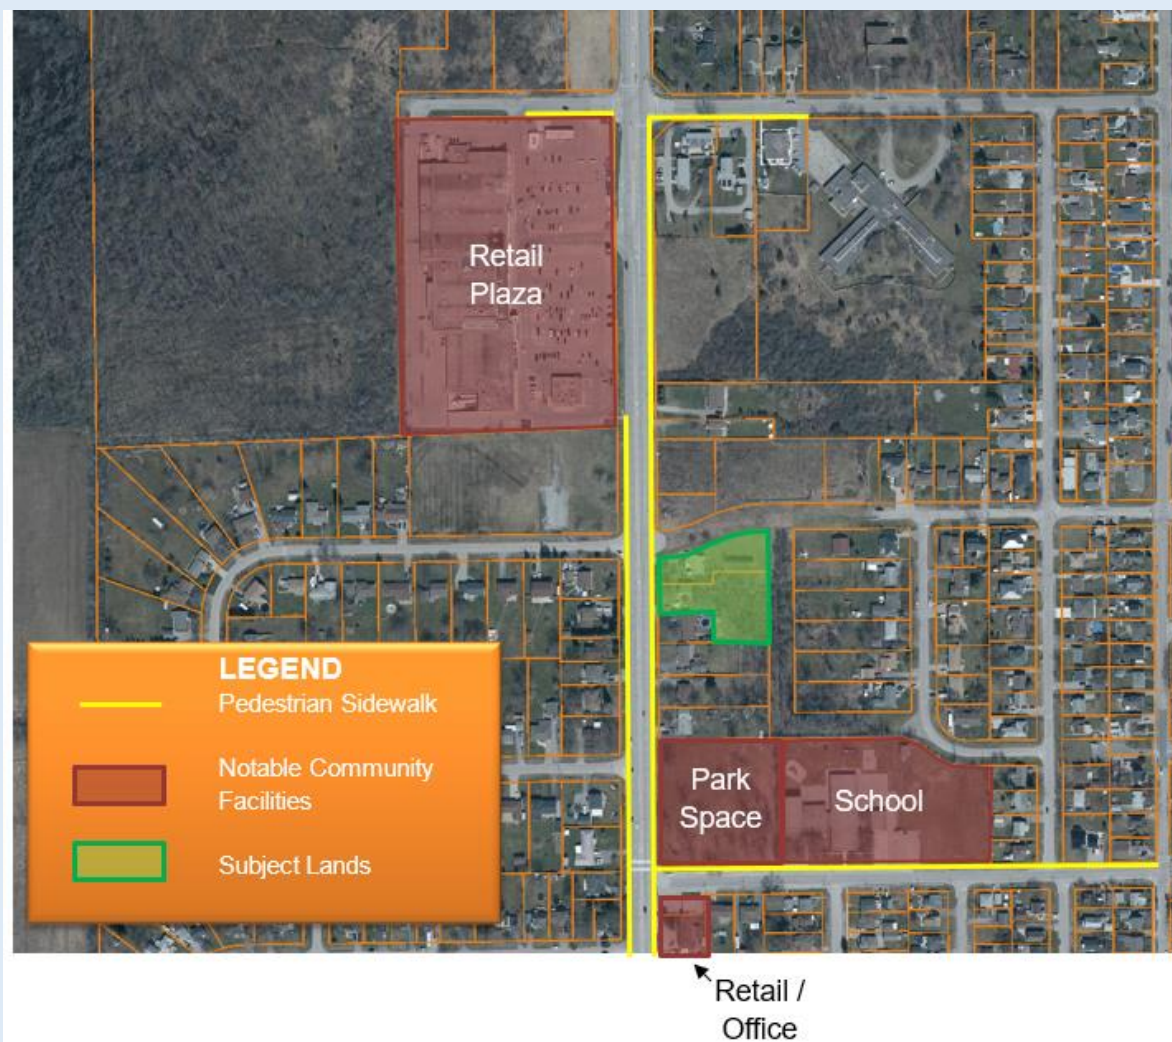 Retail
Plaza
LEGEND
Pedestrian Sidewalk
Notable Community
Facilities
Subject Lands
Park
Space
School
Retail /
Office